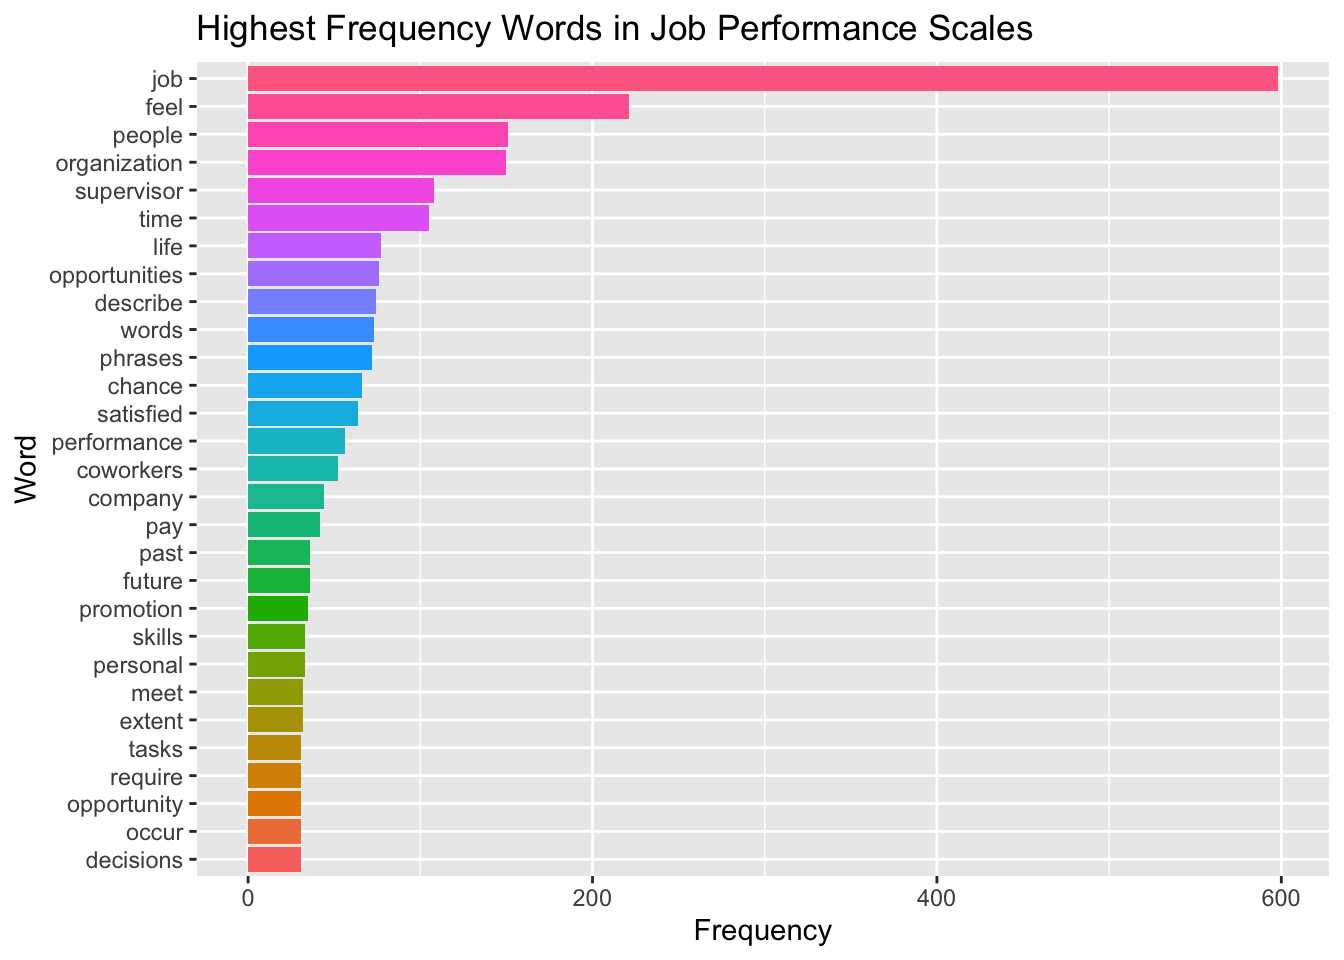 Highest Frequency Words in Job Performance Scales
Word
job
feel
people
organization
supervisor
time
life
opportunities
describe
words
phrases
chance
satisfied
performance
coworkers
company
pay
past
future
promotion
skills
personal
meet
extent
tasks
require
opportunity
occur
decisions
0 200 400 600
Frequency